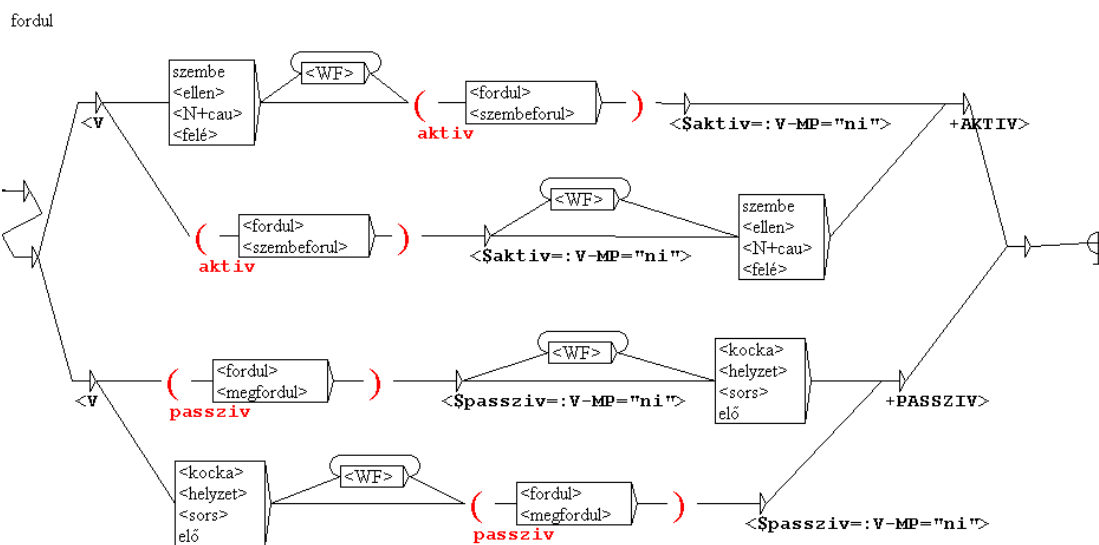 fordul
szembe
<ellen>
<N+cau>
<felé>
<WF>
<fordul>
<szembeforul>
(
)
aktiv
<V
<$aktiv=:V-MP="ni">
+AKTIV>
(
<fordul>
<szembeforul>
)
aktiv
<$aktiv=:V-MP="ni">
<WF>
szembe
<ellen>
<N+cau>
<felé>
<V
(
<fordul>
<megfordul>
)
passziv
<$passziv=:V-MP="ni">
<WF>
<kocka>
<helyzet>
<sors>
elő
+PASSZIV>
<kocka>
<helyzet>
<sors>
elő
<WF>
(
<fordul>
<megfordul>
)
passziv
<$passziv=:V-MP="ni">